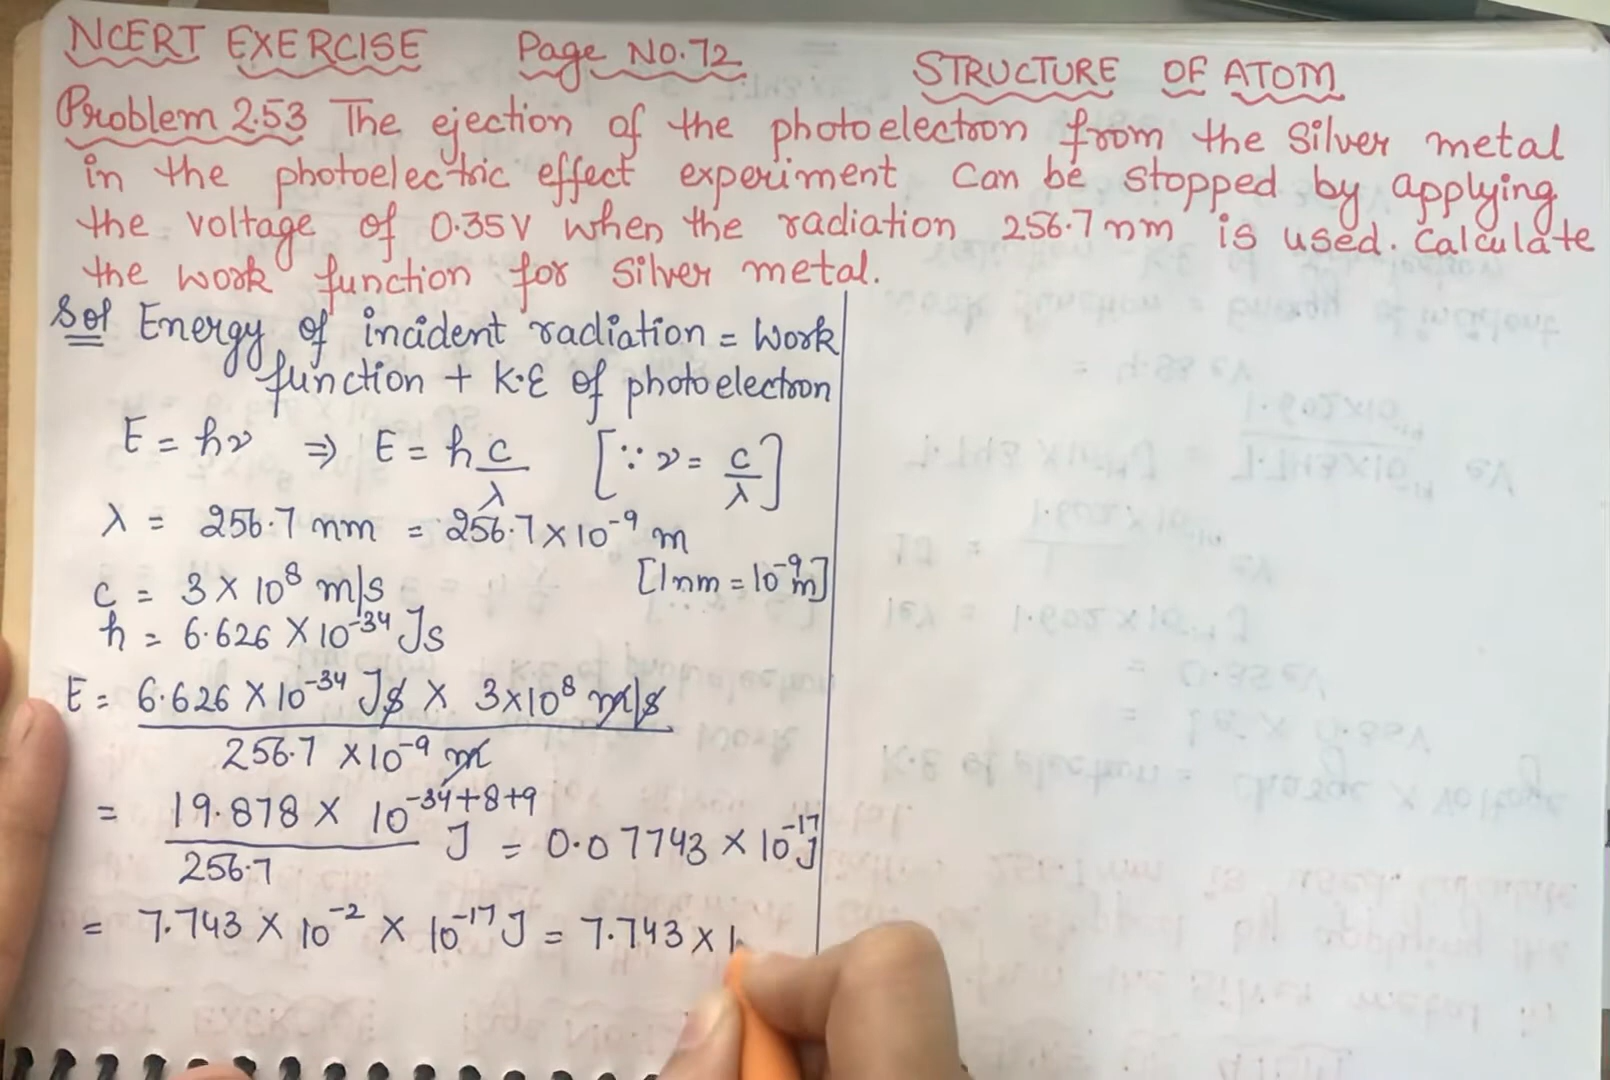 NCERT EXERCISE Page No.72 STRUCTURE OF ATOM
Problem 2.53 The ejection of the photoelectron from the Silver metal
in the photoelectric effect experiment can be stopped by applying
the voltage of 0.35V when the radiation 256.7 nm is used. Calculate
the work function for silver metal.
Sol Energy of incident radiation = Work
function + K.E of photoelectron
E = hν ⇒ E = h c/λ [∵ ν = c/λ]
λ = 256.7 nm = 256.7 × 10⁻⁹ m
[1nm = 10⁻⁹m]
c = 3 × 10⁸ m/s
h = 6.626 × 10⁻³⁴ Js
E = 6.626 × 10⁻³⁴ Js × 3×10⁸ m/s
256.7 × 10⁻⁹ m
= 19.878 × 10⁻³⁴⁺⁸⁺⁹ J = 0.07743 × 10⁻¹⁷ J
256.7
= 7.743 × 10⁻² × 10⁻¹⁷ J = 7.743 × 1